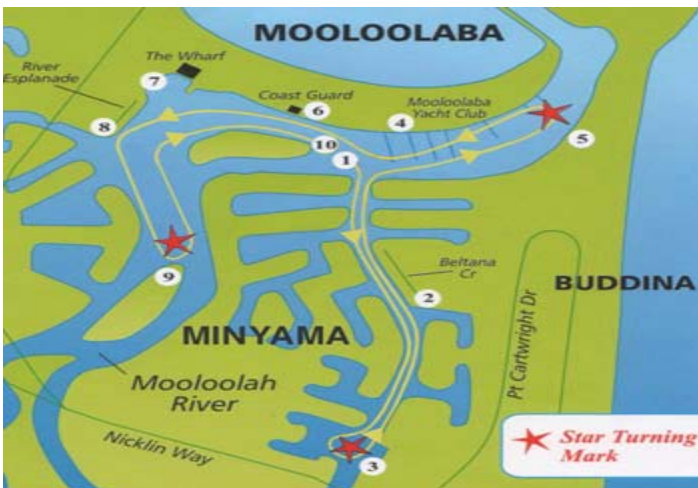 MOOLOOLABA
The Wharf
River
Esplanade
7
Coast Guard
6
Mooloolaba
Yacht Club
4
5
8
10
1
Beltana
Cr
2
9
BUDDINA
MINYAMA
Pt Cartwright Dr
Mooloolah
River
Nicklin Way
3
Star Turning
Mark